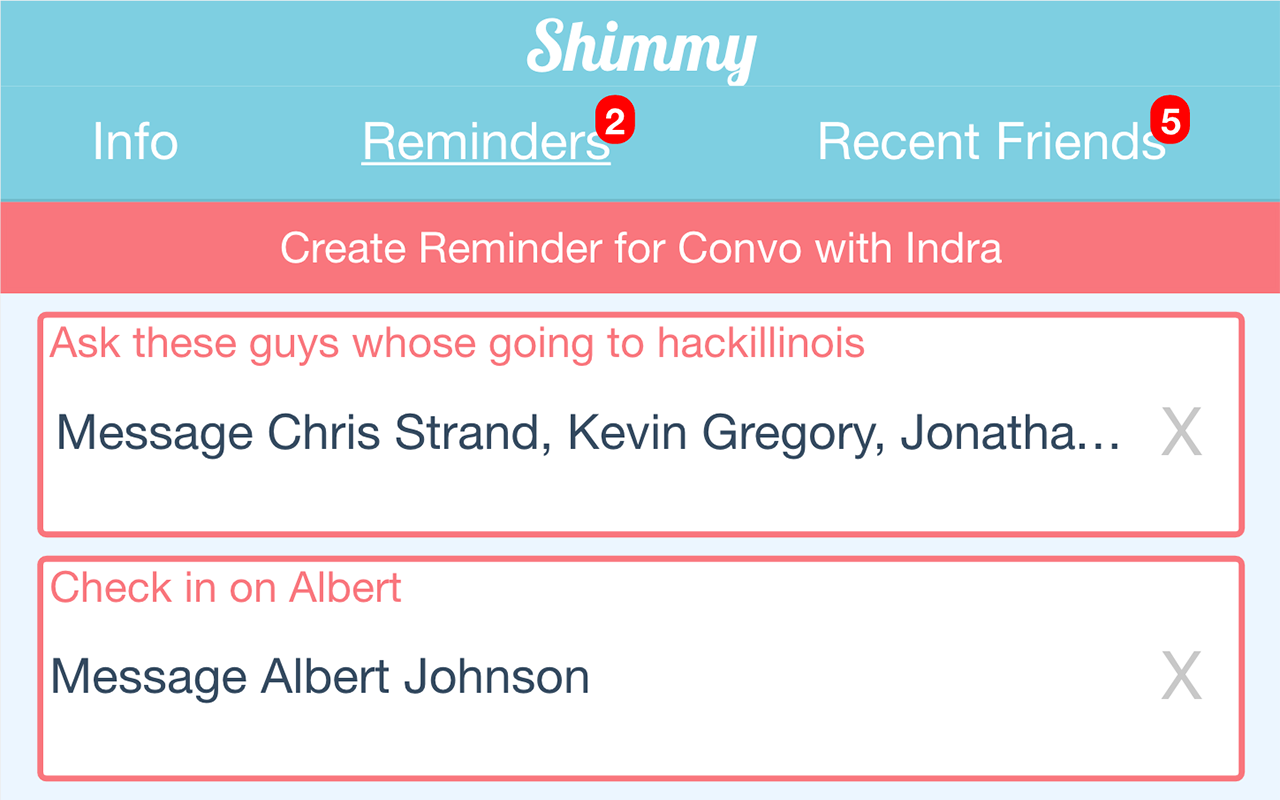 Shimmy
Info Reminders 2 Recent Friends 5
Create Reminder for Convo with Indra
Ask these guys whose going to hackillinois
Message Chris Strand, Kevin Gregory, Jonatha... X
Check in on Albert
Message Albert Johnson X